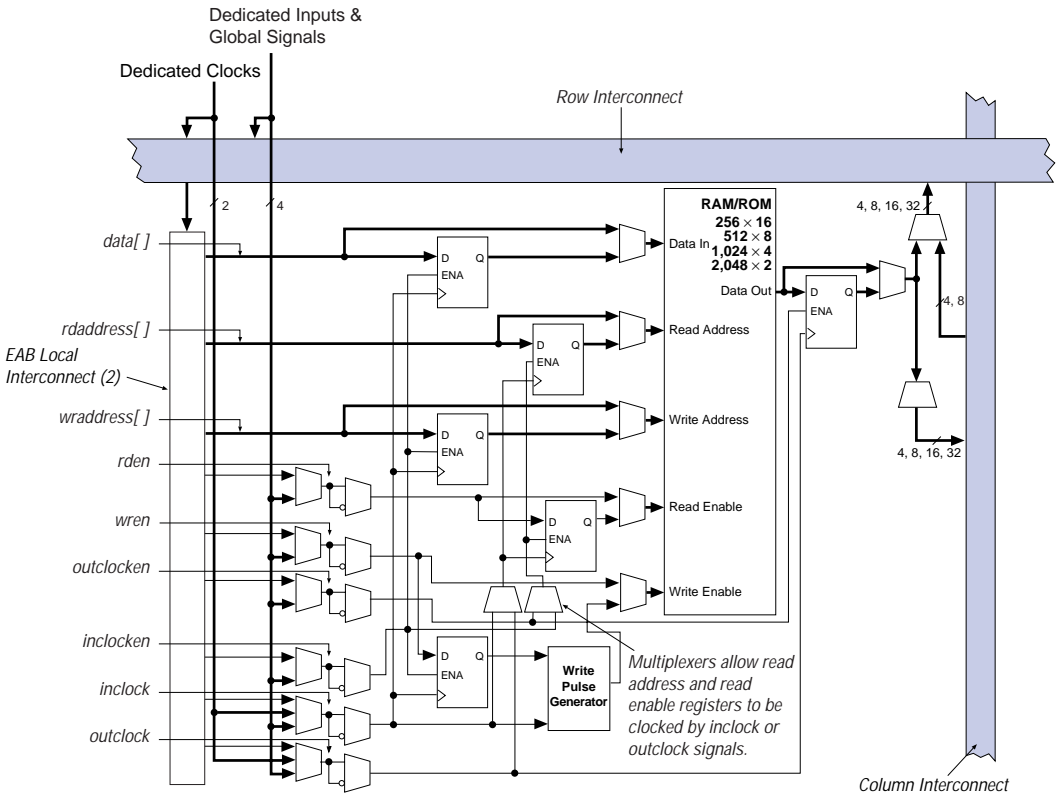 Dedicated Inputs &
Global Signals
Dedicated Clocks
Row Interconnect
2
4
4, 8, 16, 32
RAM/ROM
256 × 16
512 × 8
1,024 × 4
2,048 × 2
data[ ]
D
Q
ENA
Data In
Data Out
D
Q
ENA
4, 8
rdaddress[ ]
D
Q
ENA
Read Address
EAB Local
Interconnect (2)
wraddress[ ]
D
Q
ENA
Write Address
4, 8, 16, 32
rden
Read Enable
D
Q
ENA
wren
outclocken
Write Enable
inclocken
D
Q
ENA
Write
Pulse
Generator
Multiplexers allow read
address and read
enable registers to be
clocked by inclock or
outclock signals.
inclock
outclock
Column Interconnect